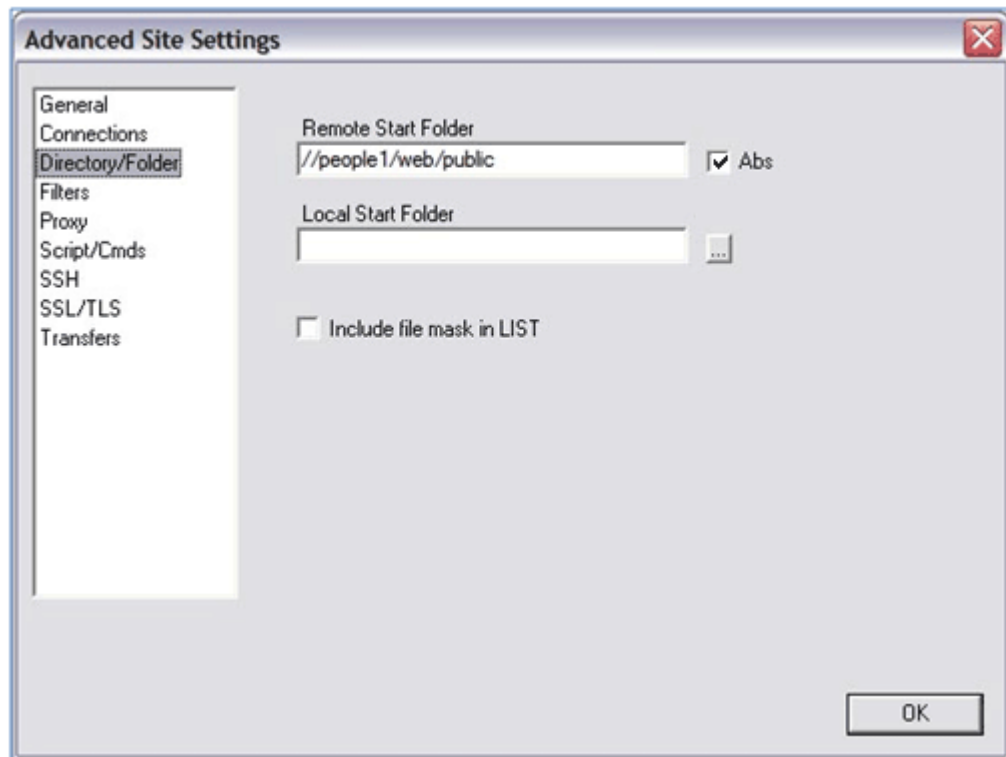 Advanced Site Settings
General
Connections
Directory/Folder
Filters
Proxy
Script/Cmds
SSH
SSL/TLS
Transfers
Remote Start Folder
//people1/web/public
Abs
Local Start Folder
...
Include file mask in LIST
OK